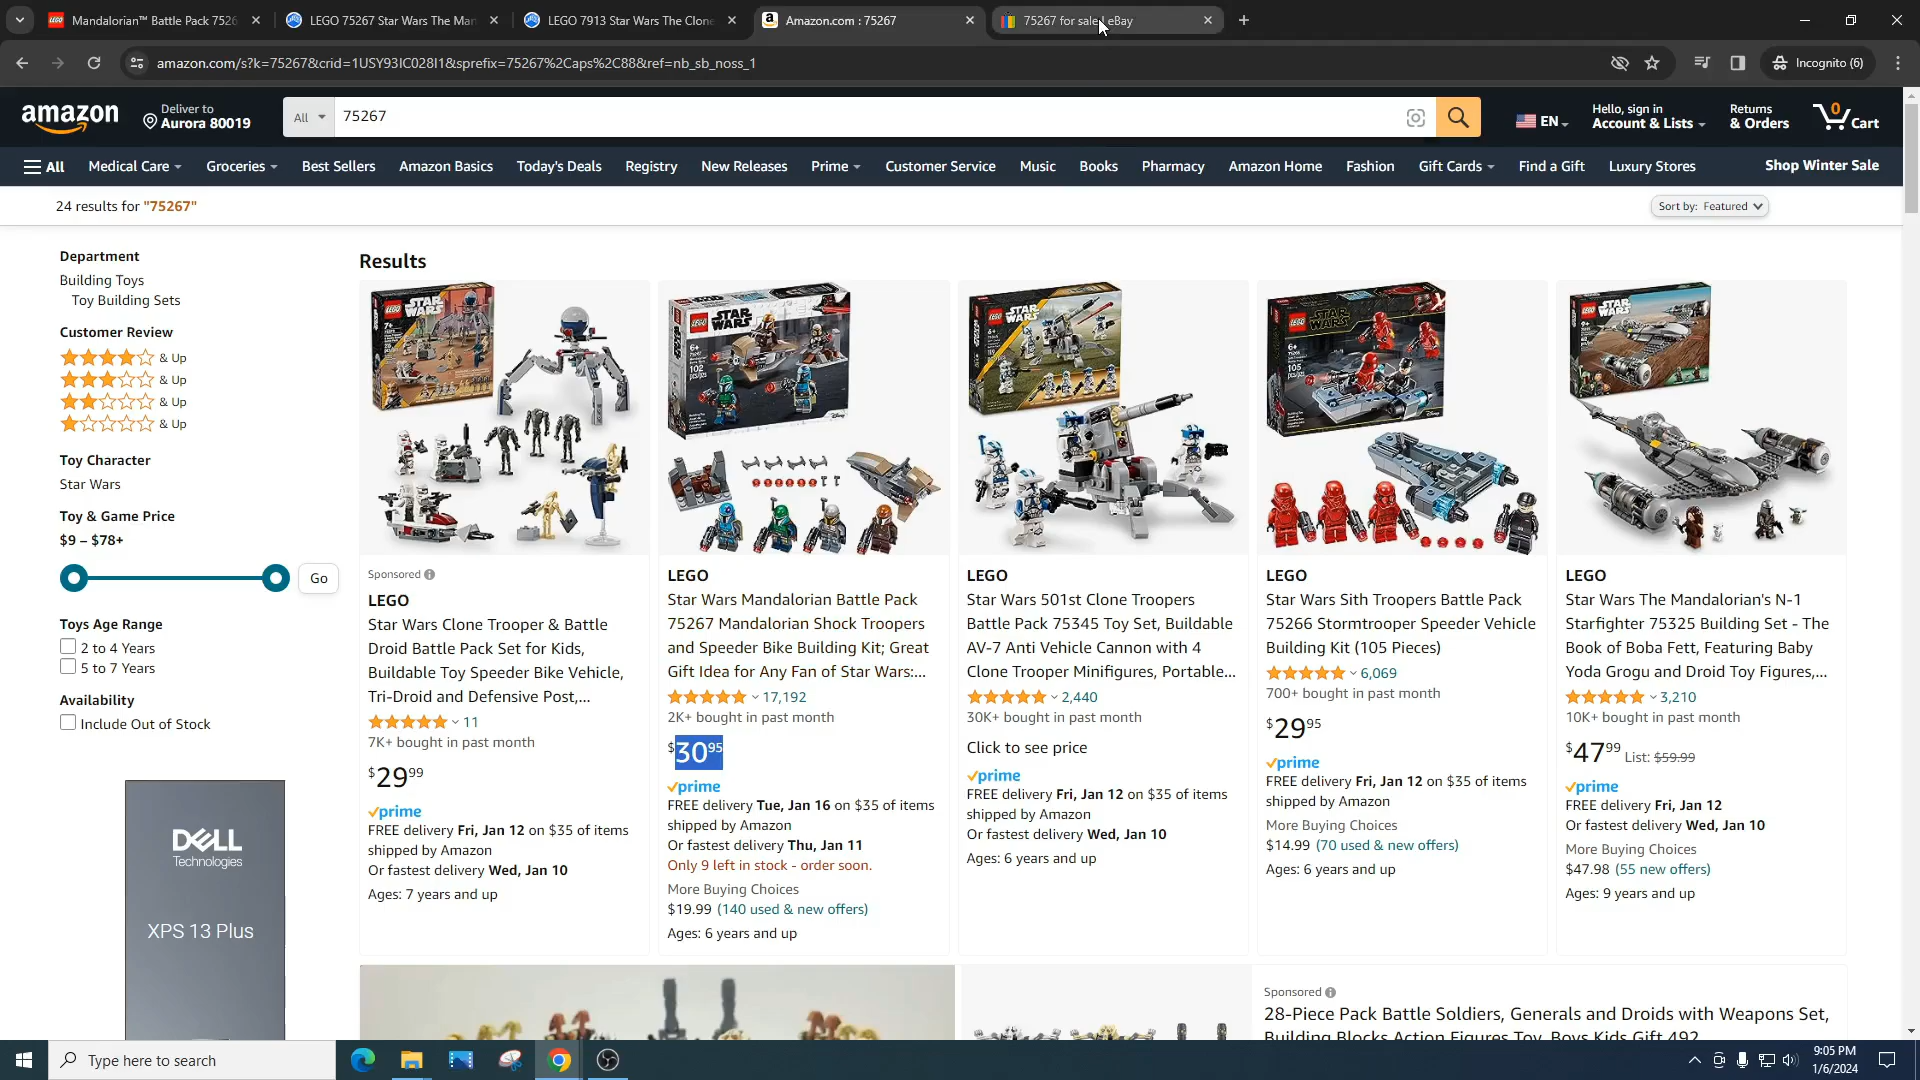 Mandalorian™ Battle Pack 7526
LEGO 75267 Star Wars The Man
LEGO 7913 Star Wars The Clone
Amazon.com : 75267
75267 for sale | eBay
amazon.com/s?k=75267&crid=1USY93IC028I1&sprefix=75267%2Caps%2C88&ref=nb_sb_noss_1
Incognito (6)
amazon
Deliver to
Aurora 80019
All
75267
EN
Hello, sign in
Account & Lists
Returns
& Orders
0
Cart
All
Medical Care
Groceries
Best Sellers
Amazon Basics
Today's Deals
Registry
New Releases
Prime
Customer Service
Music
Books
Pharmacy
Amazon Home
Fashion
Gift Cards
Find a Gift
Luxury Stores
Shop Winter Sale
24 results for "75267"
Sort by: Featured
Department
Building Toys
Toy Building Sets
Customer Review
& Up
& Up
& Up
& Up
Toy Character
Star Wars
Toy & Game Price
$9 – $78+
Go
Toys Age Range
2 to 4 Years
5 to 7 Years
Availability
Include Out of Stock
DELL
Technologies
XPS 13 Plus
Results
Sponsored
LEGO
Star Wars Clone Trooper & Battle
Droid Battle Pack Set for Kids,
Buildable Toy Speeder Bike Vehicle,
Tri-Droid and Defensive Post,...
11
7K+ bought in past month
$29 99
prime
FREE delivery Fri, Jan 12 on $35 of items
shipped by Amazon
Or fastest delivery Wed, Jan 10
Ages: 7 years and up
LEGO
Star Wars Mandalorian Battle Pack
75267 Mandalorian Shock Troopers
and Speeder Bike Building Kit; Great
Gift Idea for Any Fan of Star Wars:...
17,192
2K+ bought in past month
$30 95
prime
FREE delivery Tue, Jan 16 on $35 of items
shipped by Amazon
Or fastest delivery Thu, Jan 11
Only 9 left in stock - order soon.
More Buying Choices
$19.99 (140 used & new offers)
Ages: 6 years and up
LEGO
Star Wars 501st Clone Troopers
Battle Pack 75345 Toy Set, Buildable
AV-7 Anti Vehicle Cannon with 4
Clone Trooper Minifigures, Portable...
2,440
30K+ bought in past month
Click to see price
prime
FREE delivery Fri, Jan 12 on $35 of items
shipped by Amazon
Or fastest delivery Wed, Jan 10
Ages: 6 years and up
LEGO
Star Wars Sith Troopers Battle Pack
75266 Stormtrooper Speeder Vehicle
Building Kit (105 Pieces)
6,069
700+ bought in past month
$29 95
prime
FREE delivery Fri, Jan 12 on $35 of items
shipped by Amazon
More Buying Choices
$14.99 (70 used & new offers)
Ages: 6 years and up
LEGO
Star Wars The Mandalorian's N-1
Starfighter 75325 Building Set - The
Book of Boba Fett, Featuring Baby
Yoda Grogu and Droid Toy Figures,...
3,210
10K+ bought in past month
$47 99 List: $59.99
prime
FREE delivery Fri, Jan 12
Or fastest delivery Wed, Jan 10
More Buying Choices
$47.98 (55 new offers)
Ages: 9 years and up
Sponsored
28-Piece Pack Battle Soldiers, Generals and Droids with Weapons Set,
Building Blocks Action Figures Toy, Boys Kids Gift 492
Type here to search
9:05 PM
1/6/2024